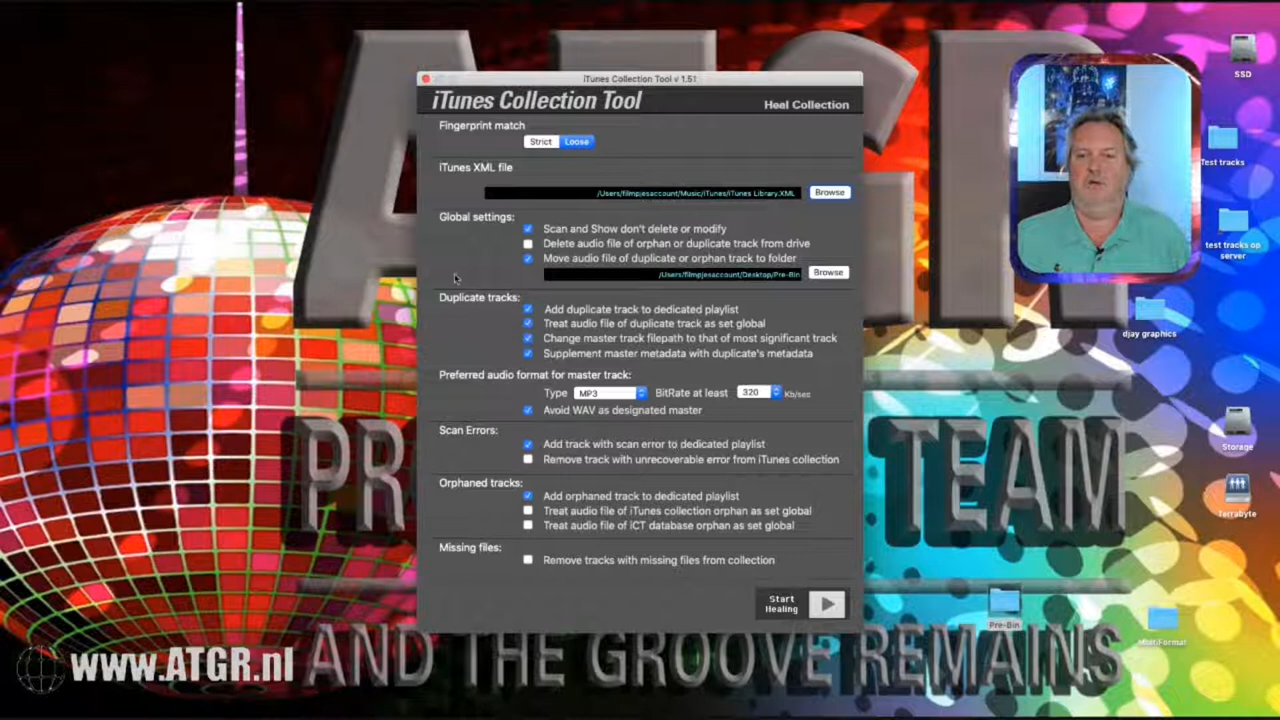 iTunes Collection Tool v 1.51
iTunes Collection Tool
Heel Collection
Fingerprint match
Strict
Loose
iTunes XML file
/Users/filmpjesaccount/Music/iTunes/iTunes Library.XML
Browse
Global settings:
Scan and Show don't delete or modify
Delete audio file of orphan or duplicate track from drive
Move audio file of duplicate or orphan track to folder
/Users/filmpjesaccount/Desktop/Pre-Bin
Browse
Duplicate tracks:
Add duplicate track to dedicated playlist
Treat audio file of duplicate track as set global
Change master track filepath to that of most significant track
Supplement master metadata with duplicate's metadata
Preferred audio format for master track:
Type MP3 BitRate at least 320 Kb/sec
Avoid WAV as designated master
Scan Errors:
Add track with scan error to dedicated playlist
Remove track with unrecoverable error from iTunes collection
Orphaned tracks:
Add orphaned track to dedicated playlist
Treat audio file of iTunes collection orphan as set global
Treat audio file of ICT database orphan as set global
Missing files:
Remove tracks with missing files from collection
Start
Healing
SSD
Test tracks
test tracks op
server
djay graphics
Storage
Terrabyte
Pre-Bin
MultiFormat
TEAM
AND THE GROOVE REMAINS
www.ATGR.nl